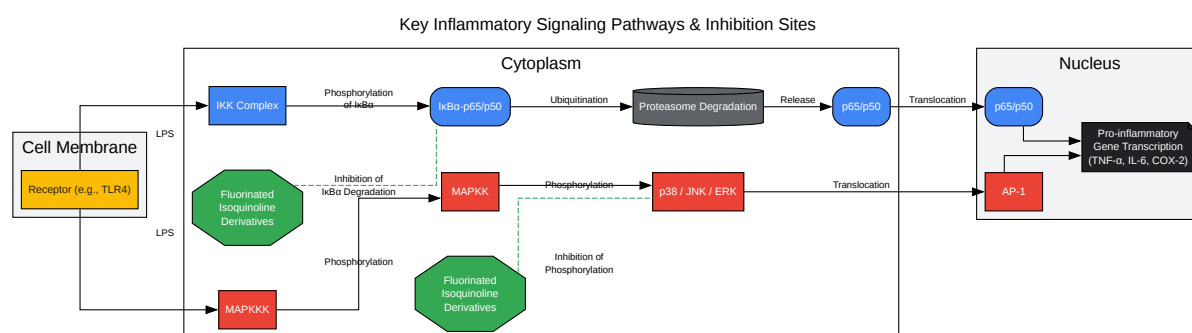 Key Inflammatory Signaling Pathways & Inhibition Sites
Cytoplasm
Nucleus
IKK Complex
Phosphorylation
of IκBα
IκBα-p65/p50
Ubiquitination
Proteasome Degradation
Release
p65/p50
Translocation
p65/p50
Pro-inflammatory
Gene Transcription
(TNF-α, IL-6, COX-2)
LPS
Cell Membrane
Receptor (e.g., TLR4)
Fluorinated
Isoquinoline
Derivatives
Inhibition of
IκBα Degradation
MAPKK
Phosphorylation
p38 / JNK / ERK
Translocation
AP-1
LPS
Phosphorylation
Inhibition of
Phosphorylation
Fluorinated
Isoquinoline
Derivatives
MAPKKK